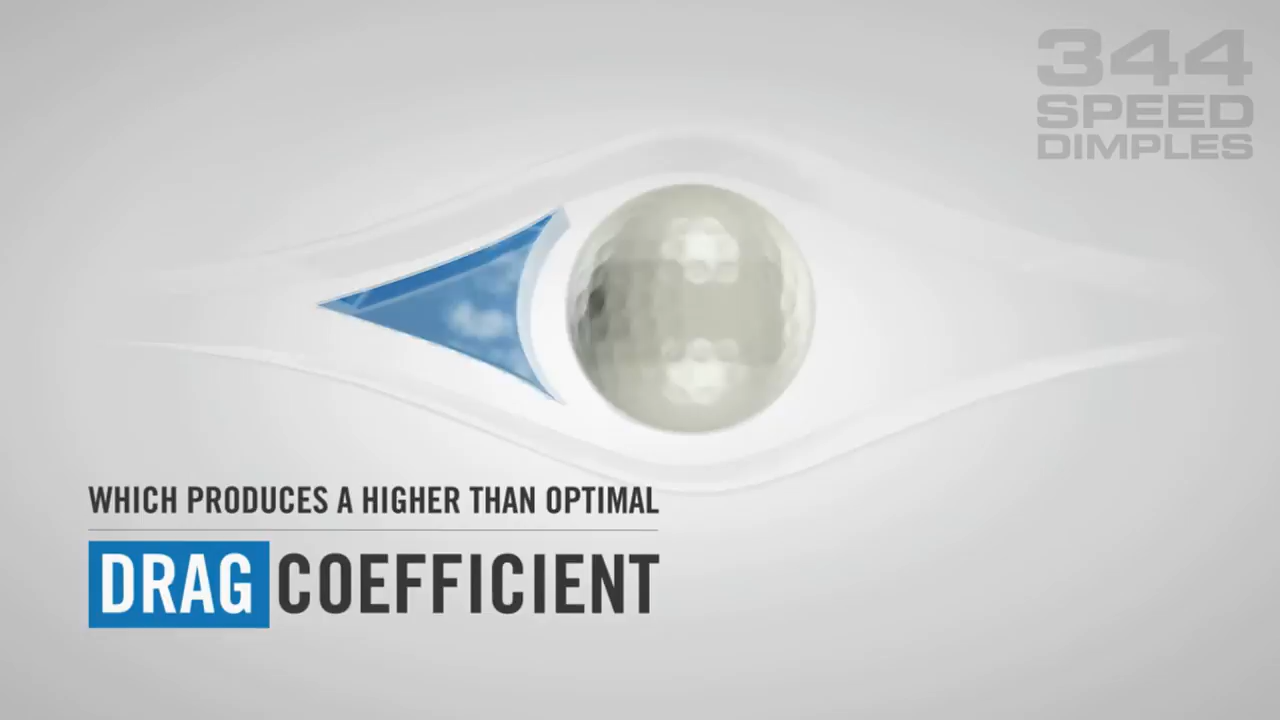 344
SPEED
DIMPLES
WHICH PRODUCES A HIGHER THAN OPTIMAL
DRAG COEFFICIENT